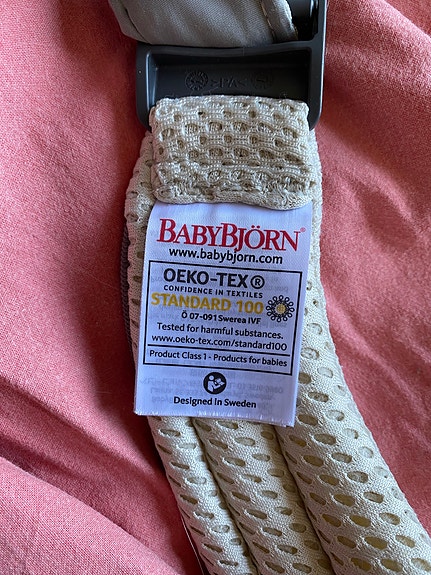 BABYBJÖRN®
www.babybjorn.com
OEKO-TEX®
CONFIDENCE IN TEXTILES
STANDARD 100
Ö 07-091 Swerea IVF
Tested for harmful substances.
www.oeko-tex.com/standard100
Product Class 1 - Products for babies
Designed in Sweden